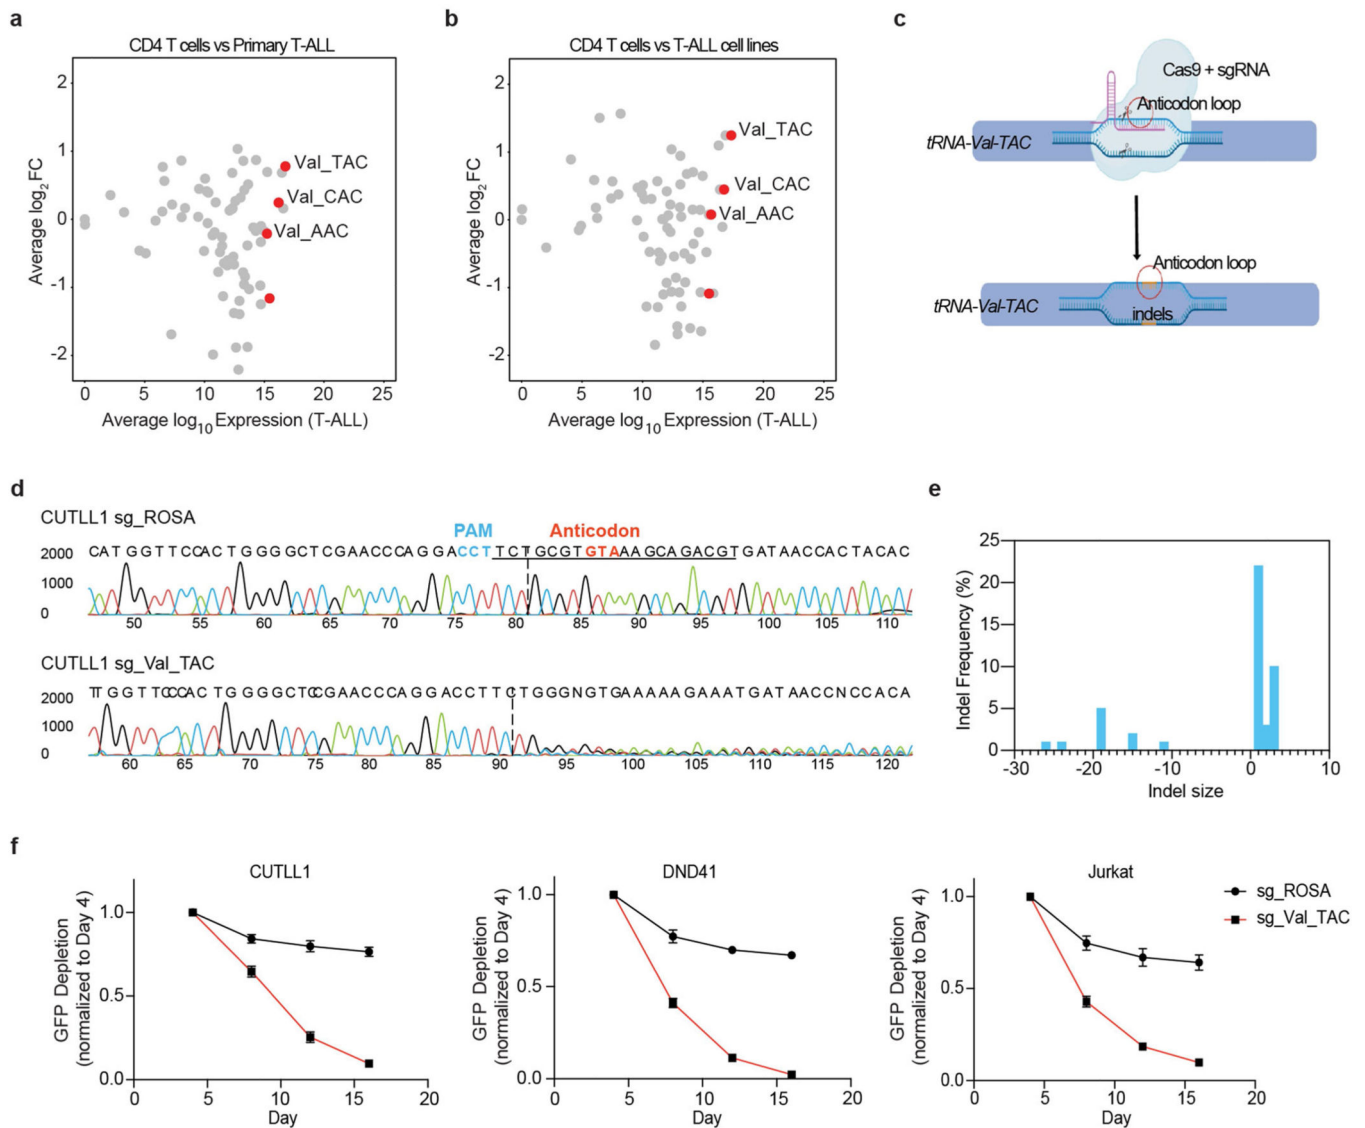 a
CD4 T cells vs Primary T-ALL
2
1
0
-1
-2
Average log2 FC
Val_TAC
Val_CAC
Val_AAC
0 5 10 15 20 25
Average log10 Expression (T-ALL)
b
CD4 T cells vs T-ALL cell lines
2
1
0
-1
-2
Average log2 FC
Val_TAC
Val_CAC
Val_AAC
0 5 10 15 20 25
Average log10 Expression (T-ALL)
c
Cas9 + sgRNA
Anticodon loop
tRNA-Val-TAC
Anticodon loop
tRNA-Val-TAC
indels
d
CUTLL1 sg_ROSA
PAM Anticodon
CATGGTTCCACTGGGGCTCGAACCCAGGACCTTCTGCGTGTAAAGCAGACGTGATAACCACTACAC
2000
1000
0
50 55 60 65 70 75 80 85 90 95 100 105 110
CUTLL1 sg_Val_TAC
TTGGTTCCCACTGGGGCTCGAACCCAGGACCTTCTGGGNGTGAAAAAGAAATGATAACCNCCACA
2000
1000
0
60 65 70 75 80 85 90 95 100 105 110 115 120
e
25
20
15
10
5
0
Indel Frequency (%)
-30 -20 -10 0 10
Indel size
f
CUTLL1
1.0
0.5
0.0
GFP Depletion
(normalized to Day 4)
0 5 10 15 20
Day
DND41
1.0
0.5
0.0
GFP Depletion
(normalized to Day 4)
0 5 10 15 20
Day
Jurkat
1.0
0.5
0.0
GFP Depletion
(normalized to Day 4)
0 5 10 15 20
Day
sg_ROSA
sg_Val_TAC